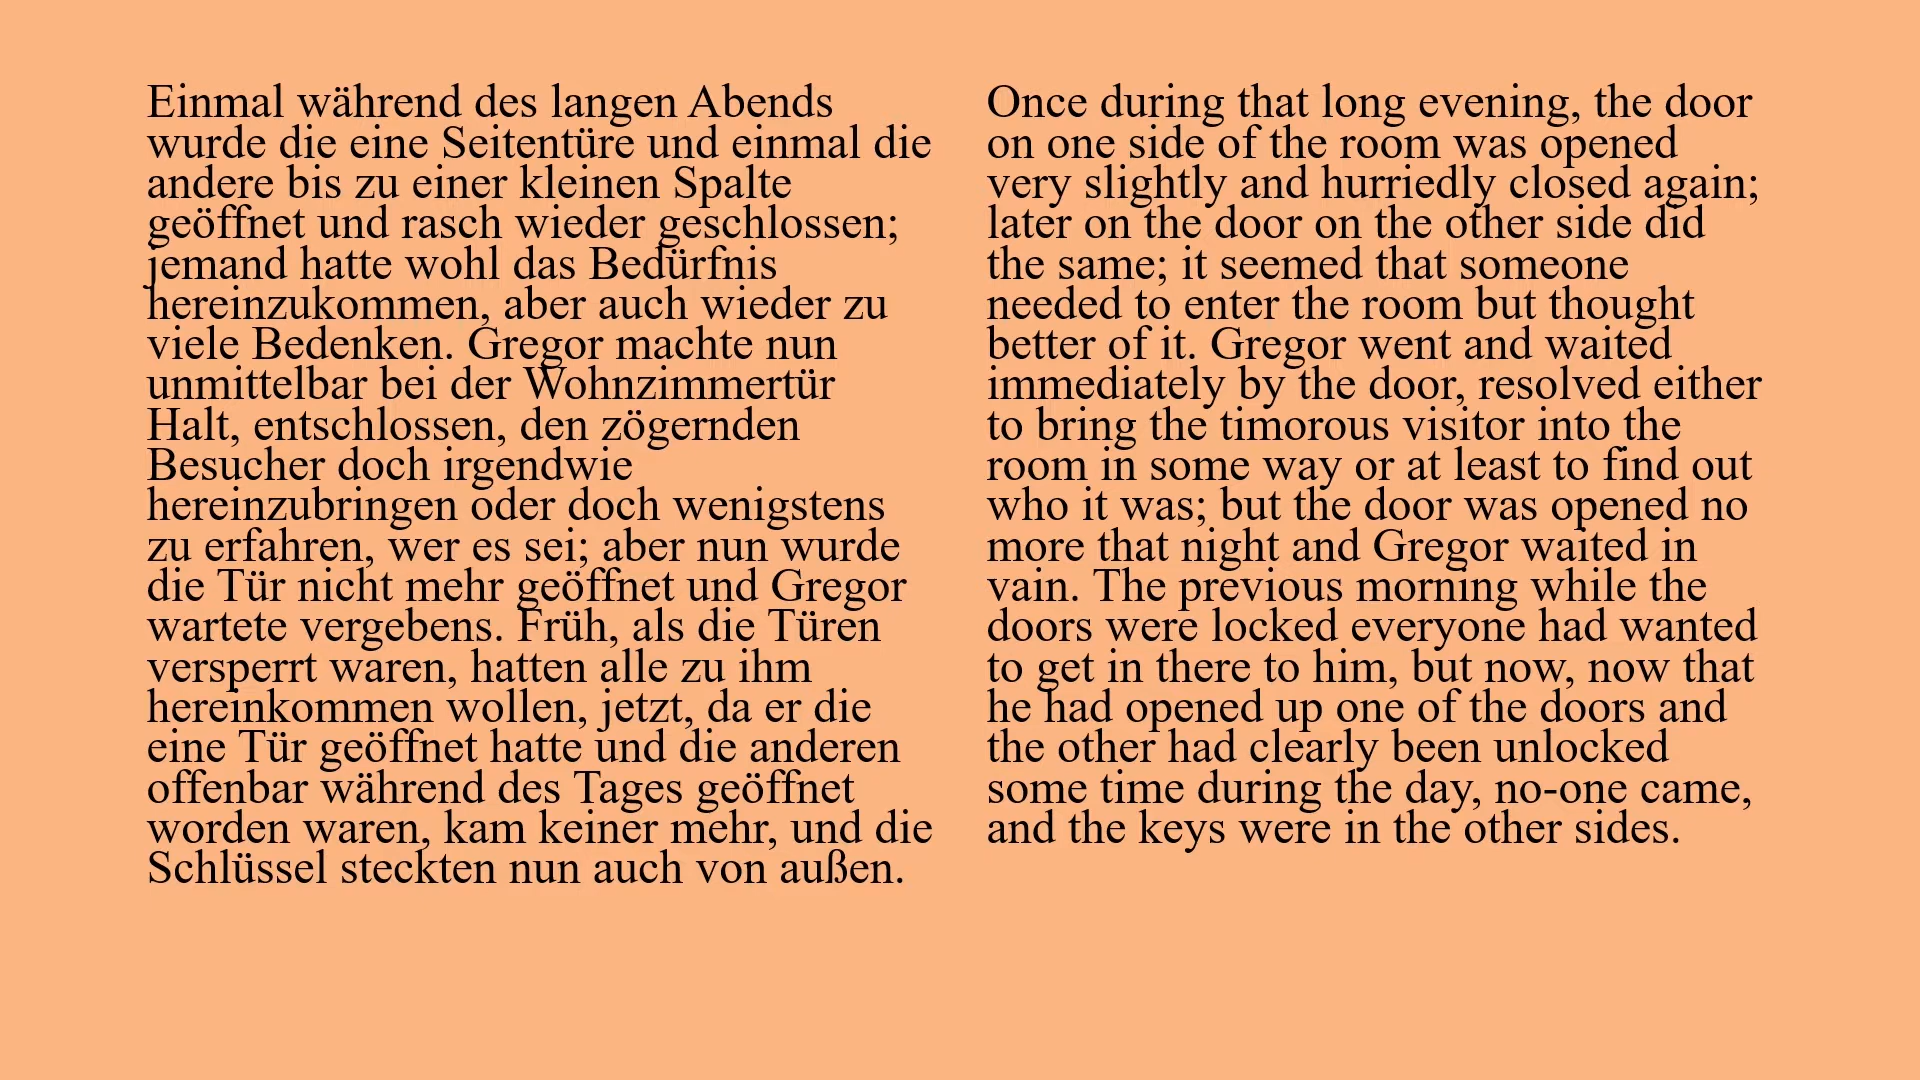 Einmal während des langen Abends
wurde die eine Seitentüre und einmal die
andere bis zu einer kleinen Spalte
geöffnet und rasch wieder geschlossen;
jemand hatte wohl das Bedürfnis
hereinzukommen, aber auch wieder zu
viele Bedenken. Gregor machte nun
unmittelbar bei der Wohnzimmertür
Halt, entschlossen, den zögernden
Besucher doch irgendwie
hereinzubringen oder doch wenigstens
zu erfahren, wer es sei; aber nun wurde
die Tür nicht mehr geöffnet und Gregor
wartete vergebens. Früh, als die Türen
versperrt waren, hatten alle zu ihm
hereinkommen wollen, jetzt, da er die
eine Tür geöffnet hatte und die anderen
offenbar während des Tages geöffnet
worden waren, kam keiner mehr, und die
Schlüssel steckten nun auch von außen.
Once during that long evening, the door
on one side of the room was opened
very slightly and hurriedly closed again;
later on the door on the other side did
the same; it seemed that someone
needed to enter the room but thought
better of it. Gregor went and waited
immediately by the door, resolved either
to bring the timorous visitor into the
room in some way or at least to find out
who it was; but the door was opened no
more that night and Gregor waited in
vain. The previous morning while the
doors were locked everyone had wanted
to get in there to him, but now, now that
he had opened up one of the doors and
the other had clearly been unlocked
some time during the day, no-one came,
and the keys were in the other sides.